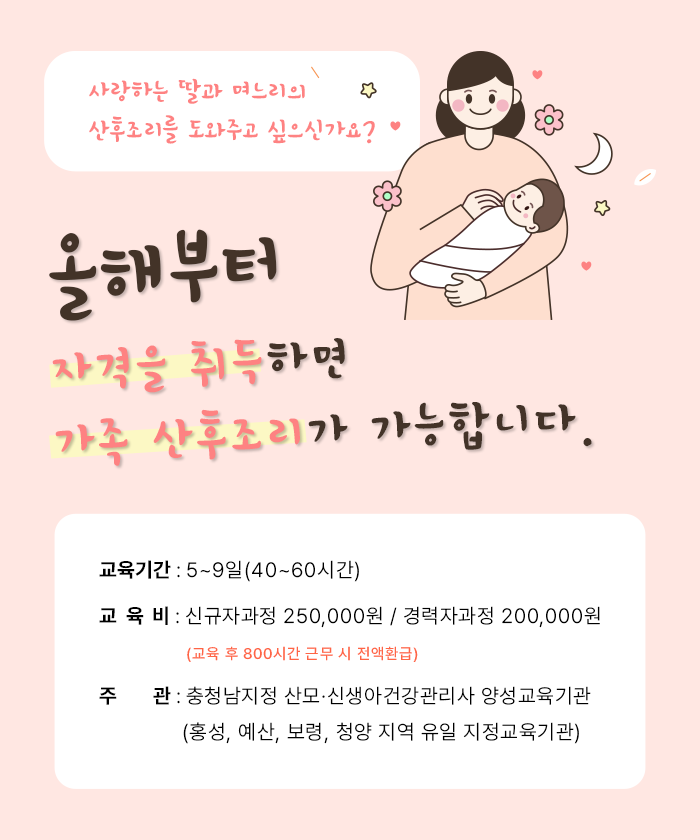 사랑하는 딸과 며느리의
산후조리를 도와주고 싶으신가요?
올해부터
자격을 취득하면
가족 산후조리가 가능합니다.
교육기간 : 5~9일(40~60시간)
교 육 비 : 신규자과정 250,000원 / 경력자과정 200,000원
(교육 후 800시간 근무 시 전액환급)
주 관 : 충청남지정 산모·신생아건강관리사 양성교육기관
(홍성, 예산, 보령, 청양 지역 유일 지정교육기관)